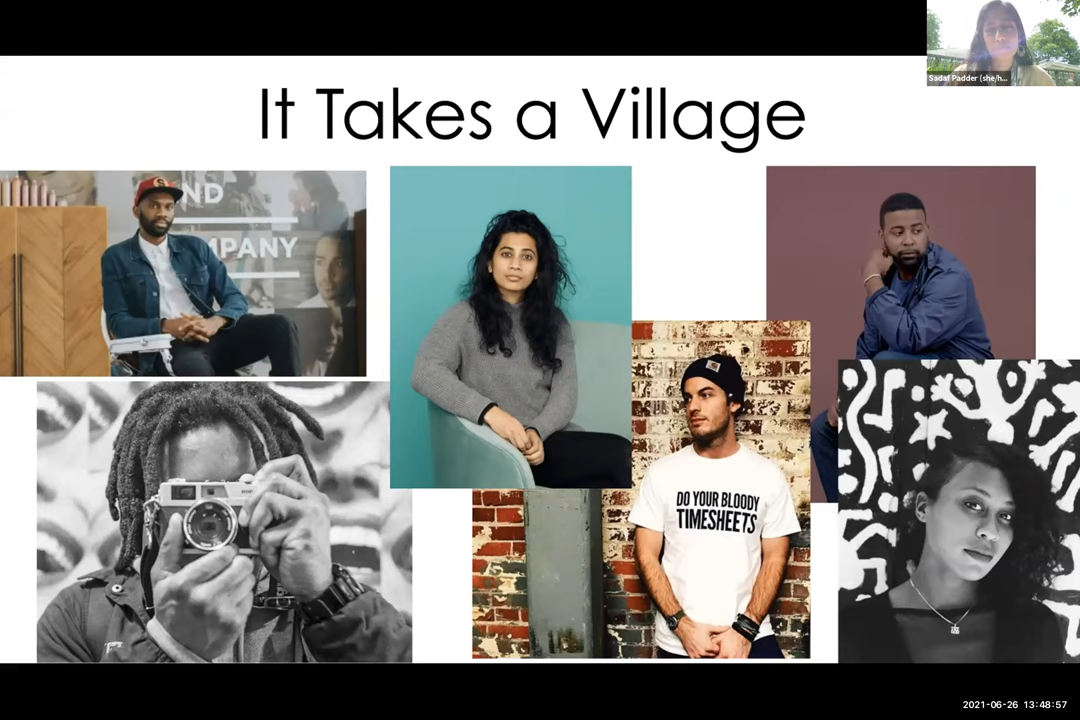 It Takes a Village
Sadaf Padder (she/h...
ND
MPANY
DO YOUR BLOODY
TIMESHEETS
2021-06-26 13:48:57